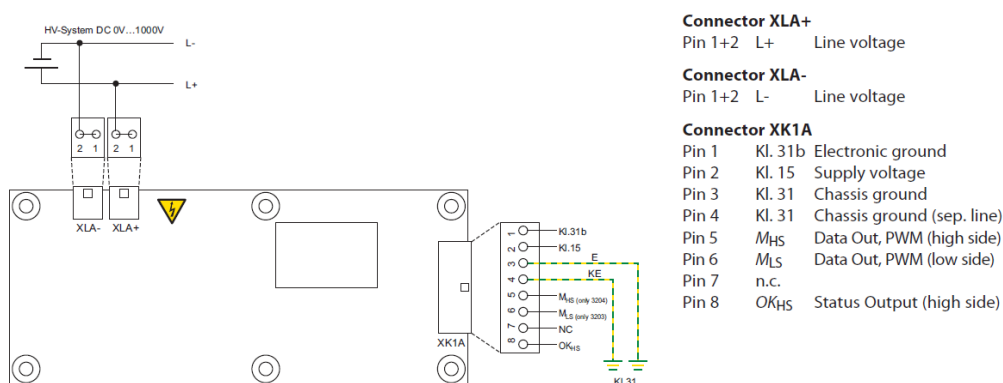 HV-System DC 0V...1000V
L-
L+
2 1
2 1
XLA-
XLA+
XK1A
1
Kl.31b
2
Kl.15
3
E
4
KE
5
MHS (only 3204)
6
MLS (only 3203)
7
NC
8
OKHS
Kl.31
Connector XLA+
Pin 1+2 L+ Line voltage
Connector XLA-
Pin 1+2 L- Line voltage
Connector XK1A
Pin 1 Kl. 31b Electronic ground
Pin 2 Kl. 15 Supply voltage
Pin 3 Kl. 31 Chassis ground
Pin 4 Kl. 31 Chassis ground (sep. line)
Pin 5 MHS Data Out, PWM (high side)
Pin 6 MLS Data Out, PWM (low side)
Pin 7 n.c.
Pin 8 OKHS Status Output (high side)